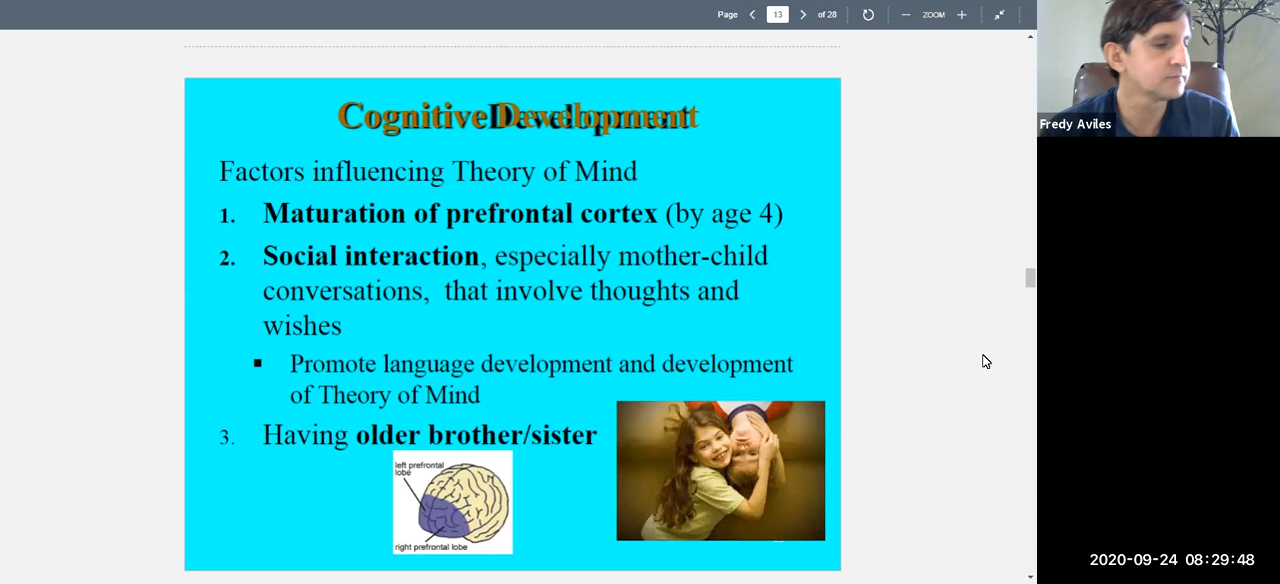 Page 13 of 28 ZOOM
Fredy Aviles
Cognitive Development
Factors influencing Theory of Mind
1. Maturation of prefrontal cortex (by age 4)
2. Social interaction, especially mother-child
conversations, that involve thoughts and
wishes
▪ Promote language development and development
of Theory of Mind
3. Having older brother/sister
left prefrontal
lobe
right prefrontal lobe
2020-09-24 08:29:48